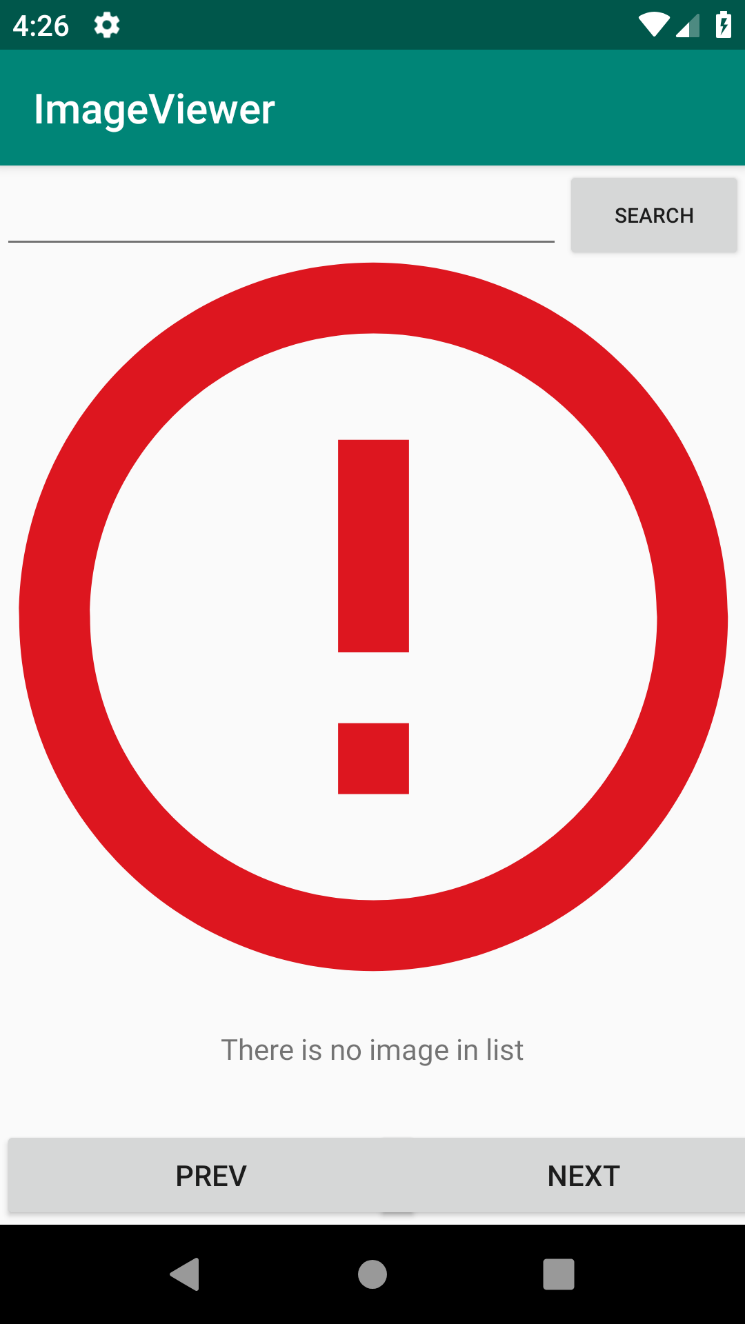 4:26
ImageViewer
SEARCH
There is no image in list
PREV NEXT